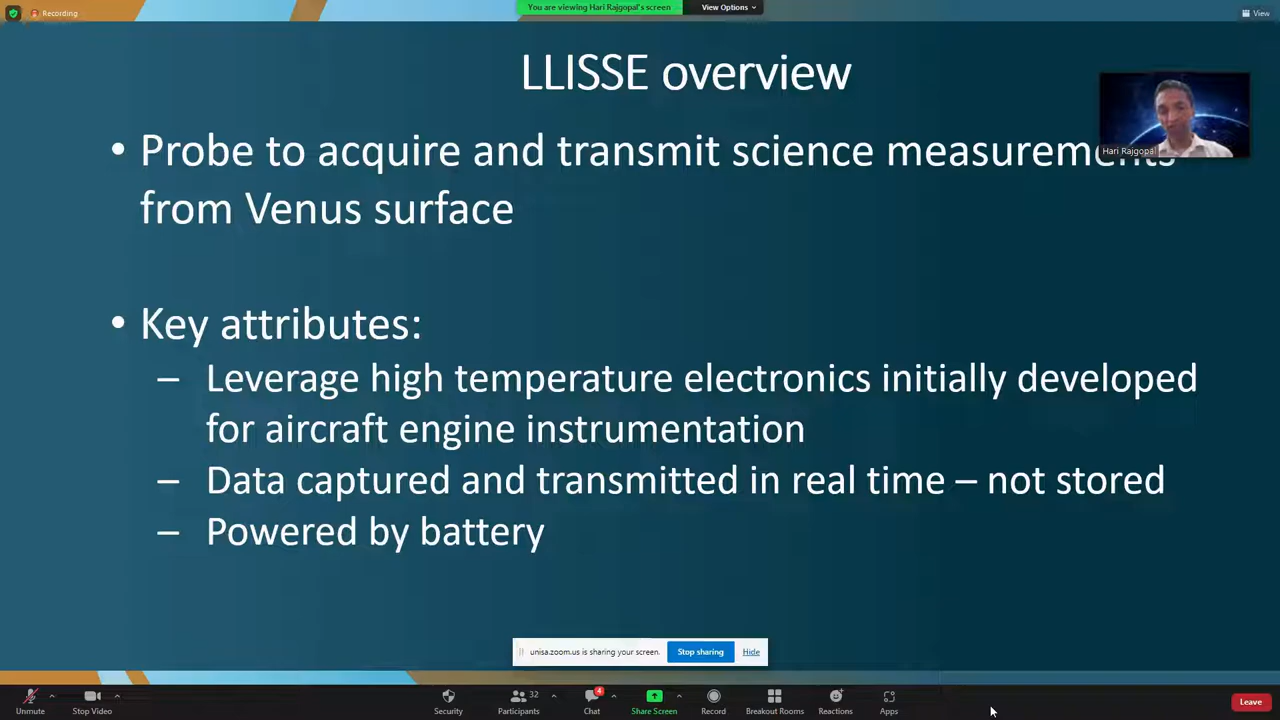 Recording
You are viewing Hari Rajgopal's screen
View Options
View
LLISSE overview
Hari Rajgopal
• Probe to acquire and transmit science measurements
from Venus surface
• Key attributes:
– Leverage high temperature electronics initially developed
for aircraft engine instrumentation
– Data captured and transmitted in real time – not stored
– Powered by battery
unisa.zoom.us is sharing your screen.
Stop sharing
Hide
Unmute
Stop Video
Security
Participants
32
Chat
4
Share Screen
Record
Breakout Rooms
Reactions
Apps
Leave